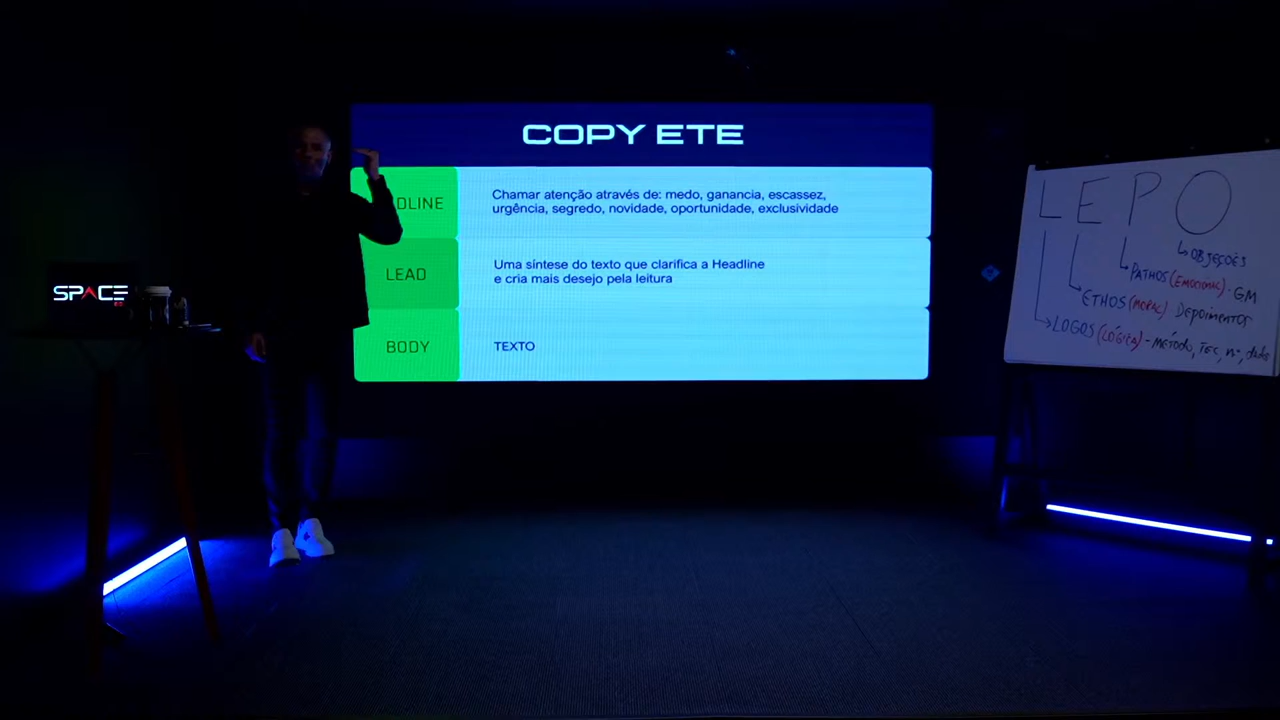 COPY ETE
DLINE
Chamar atenção através de: medo, ganancia, escassez,
urgência, segredo, novidade, oportunidade, exclusividade
LEAD
Uma síntese do texto que clarifica a Headline
e cria mais desejo pela leitura
BODY
TEXTO
SPACE
LEPO
OBJEÇÕES
PATHOS (EMOCIONAL) - GM
ETHOS (MORAL) - Depoimentos
LOGOS (LÓGICA) - MÉTODO, TEC, Nº, dados